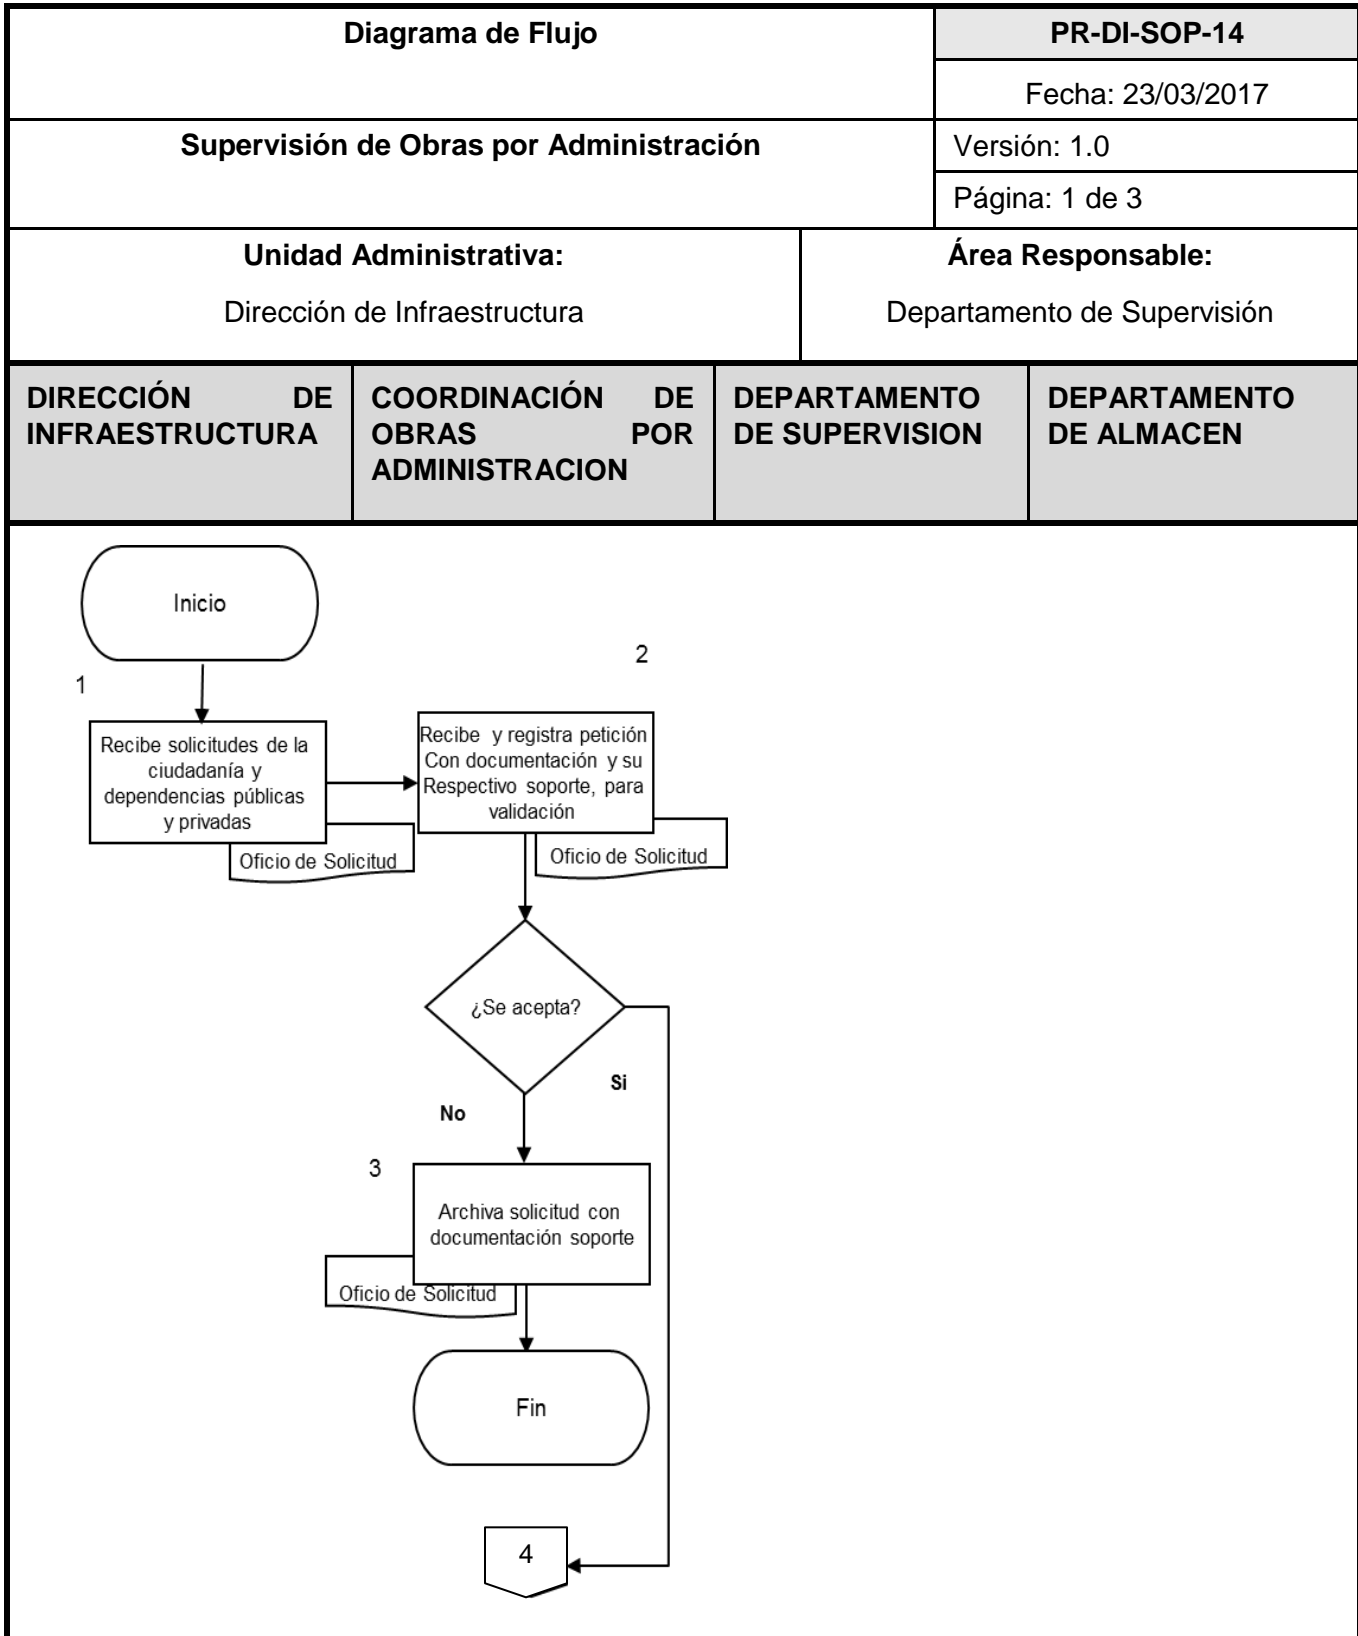 Diagrama de Flujo
PR-DI-SOP-14
Fecha: 23/03/2017
Supervisión de Obras por Administración
Versión: 1.0
Página: 1 de 3
Unidad Administrativa:
Dirección de Infraestructura
Área Responsable:
Departamento de Supervisión
DIRECCIÓN DE
INFRAESTRUCTURA
COORDINACIÓN DE
OBRAS POR
ADMINISTRACION
DEPARTAMENTO
DE SUPERVISION
DEPARTAMENTO
DE ALMACEN
Inicio
1
Recibe solicitudes de la
ciudadanía y
dependencias públicas
y privadas
Oficio de Solicitud
2
Recibe y registra petición
Con documentación y su
Respectivo soporte, para
validación
Oficio de Solicitud
¿Se acepta?
Si
No
3
Archiva solicitud con
documentación soporte
Oficio de Solicitud
Fin
4